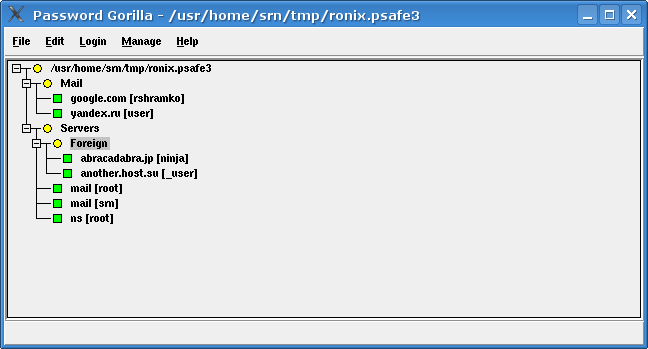 Password Gorilla - /usr/home/srn/tmp/ronix.psafe3
File Edit Login Manage Help
/usr/home/srn/tmp/ronix.psafe3
Mail
google.com [rshramko]
yandex.ru [user]
Servers
Foreign
abracadabra.jp [ninja]
another.host.su [_user]
mail [root]
mail [srn]
ns [root]